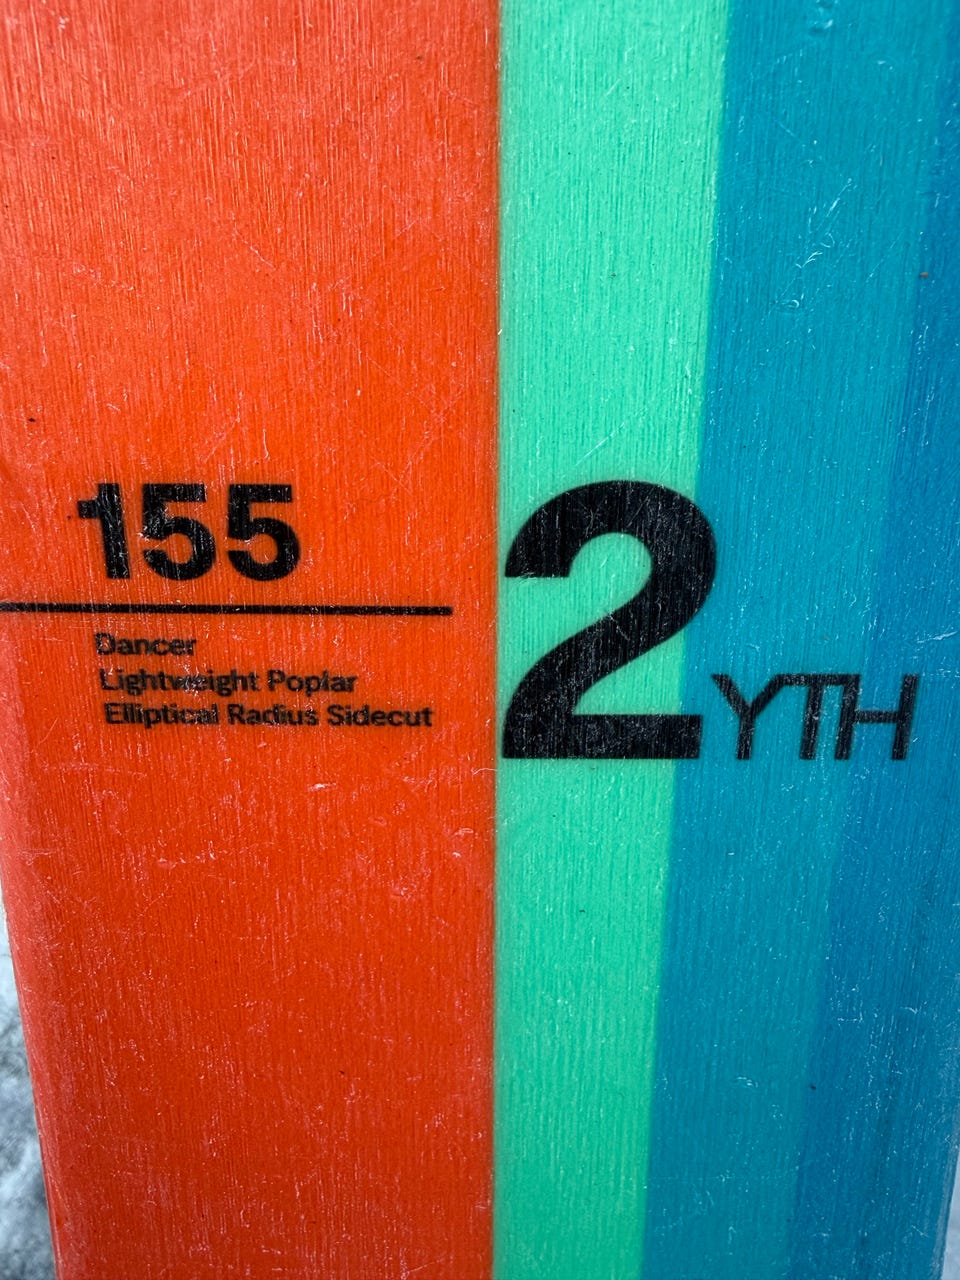 155
Dancer
Lightweight Poplar
Elliptical Radius Sidecut
2YTH